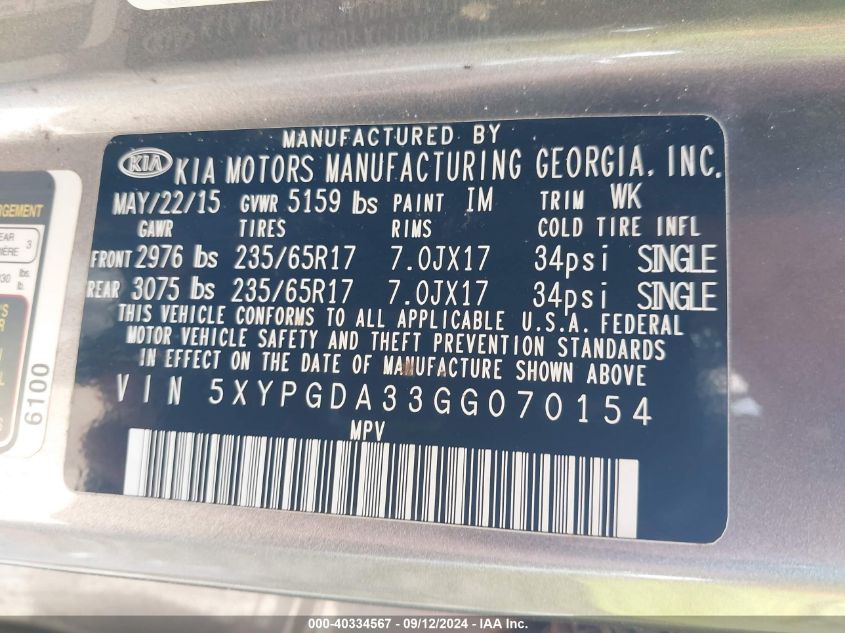 MANUFACTURED BY
KIA KIA MOTORS MANUFACTURING GEORGIA, INC.
MAY/22/15 GVWR 5159 lbs PAINT IM TRIM WK
GAWR TIRES RIMS COLD TIRE INFL
FRONT 2976 lbs 235/65R17 7.0JX17 34psi SINGLE
REAR 3075 lbs 235/65R17 7.0JX17 34psi SINGLE
THIS VEHICLE CONFORMS TO ALL APPLICABLE U.S.A. FEDERAL
MOTOR VEHICLE SAFETY AND THEFT PREVENTION STANDARDS
IN EFFECT ON THE DATE OF MANUFACTURE SHOWN ABOVE
VIN 5XYPGDA33GG070154
MPV
3
lbs.
6100
000-40334567 - 09/12/2024 - IAA Inc.